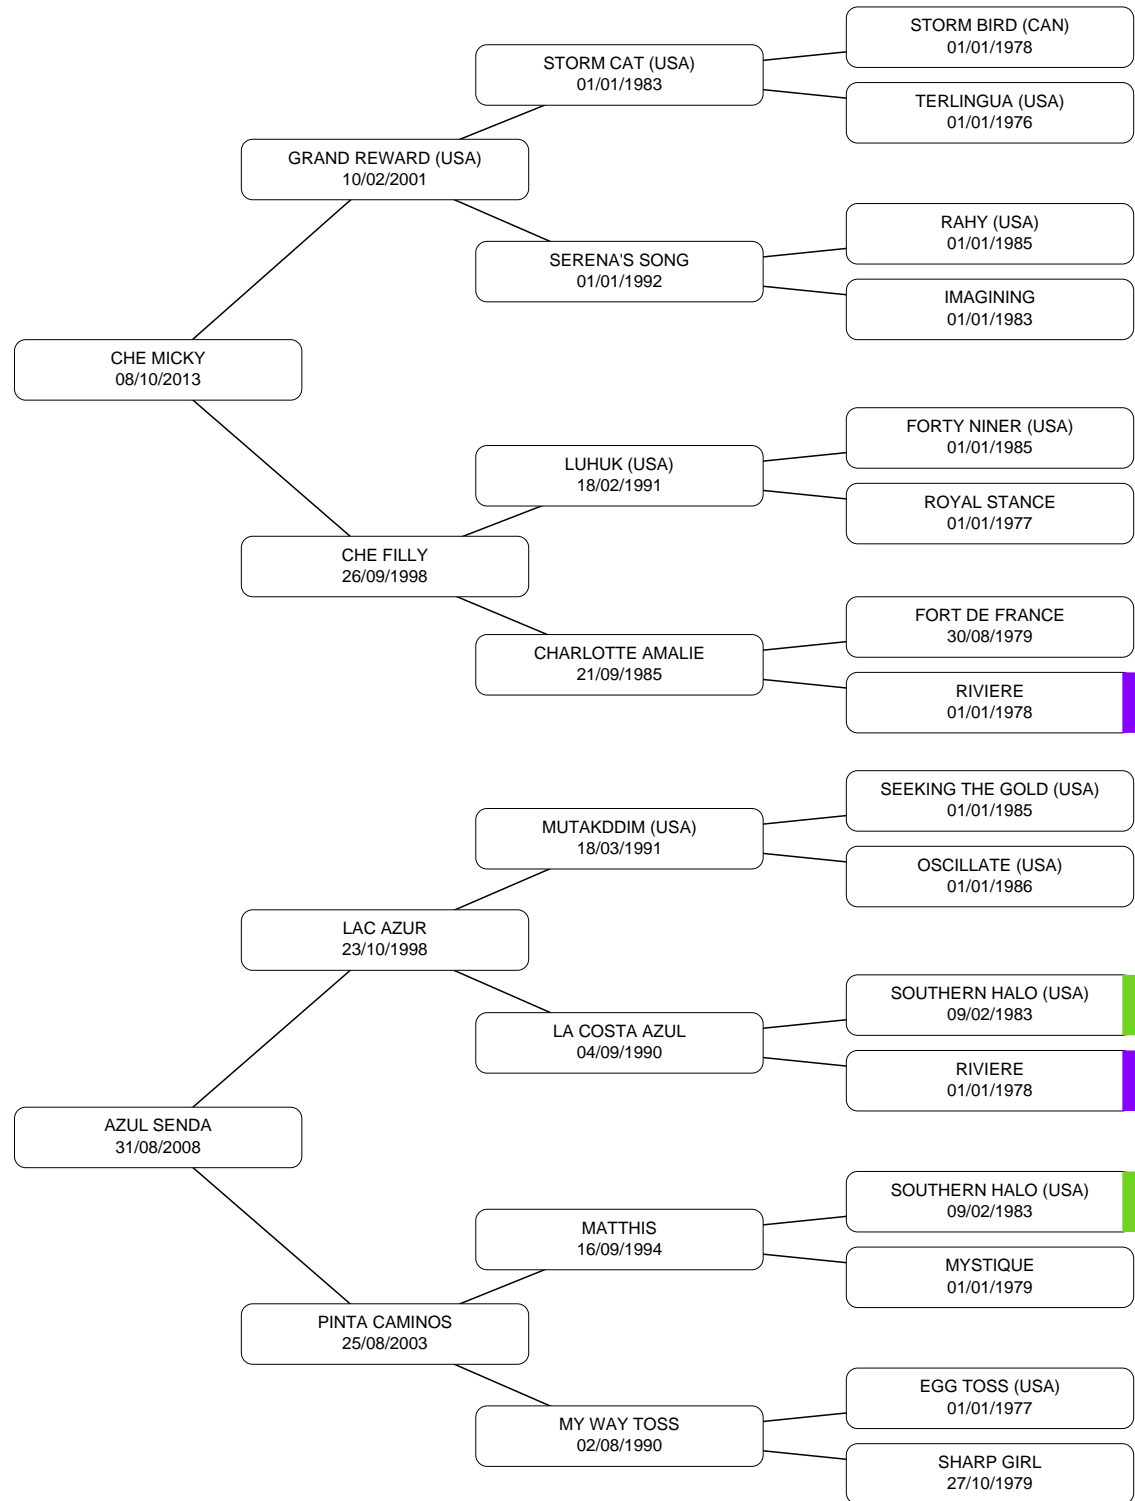 STORM BIRD (CAN)
01/01/1978
STORM CAT (USA)
01/01/1983
TERLINGUA (USA)
01/01/1976
GRAND REWARD (USA)
10/02/2001
RAHY (USA)
01/01/1985
SERENA'S SONG
01/01/1992
IMAGINING
01/01/1983
CHE MICKY
08/10/2013
FORTY NINER (USA)
01/01/1985
LUHUK (USA)
18/02/1991
ROYAL STANCE
01/01/1977
CHE FILLY
26/09/1998
FORT DE FRANCE
30/08/1979
CHARLOTTE AMALIE
21/09/1985
RIVIERE
01/01/1978
SEEKING THE GOLD (USA)
01/01/1985
MUTAKDDIM (USA)
18/03/1991
OSCILLATE (USA)
01/01/1986
LAC AZUR
23/10/1998
SOUTHERN HALO (USA)
09/02/1983
LA COSTA AZUL
04/09/1990
RIVIERE
01/01/1978
AZUL SENDA
31/08/2008
SOUTHERN HALO (USA)
09/02/1983
MATTHIS
16/09/1994
MYSTIQUE
01/01/1979
PINTA CAMINOS
25/08/2003
EGG TOSS (USA)
01/01/1977
MY WAY TOSS
02/08/1990
SHARP GIRL
27/10/1979